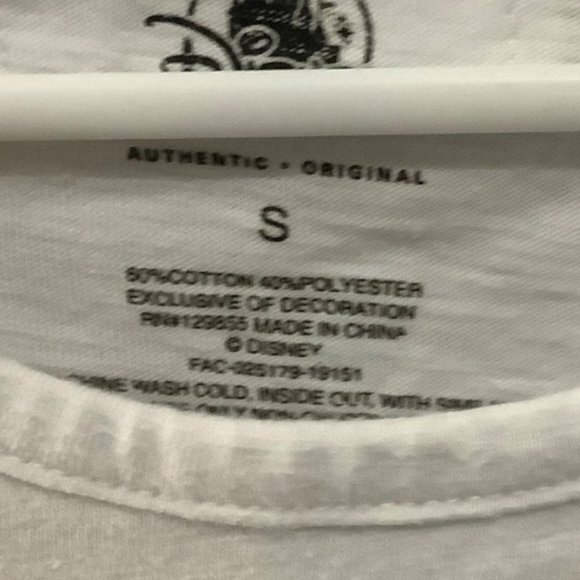 AUTHENTIC • ORIGINAL
S
60%COTTON 40%POLYESTER
EXCLUSIVE OF DECORATION
RN#129855 MADE IN CHINA
© DISNEY
FAC-025179-19151
WASH COLD, INSIDE OUT, WITH
ONLY